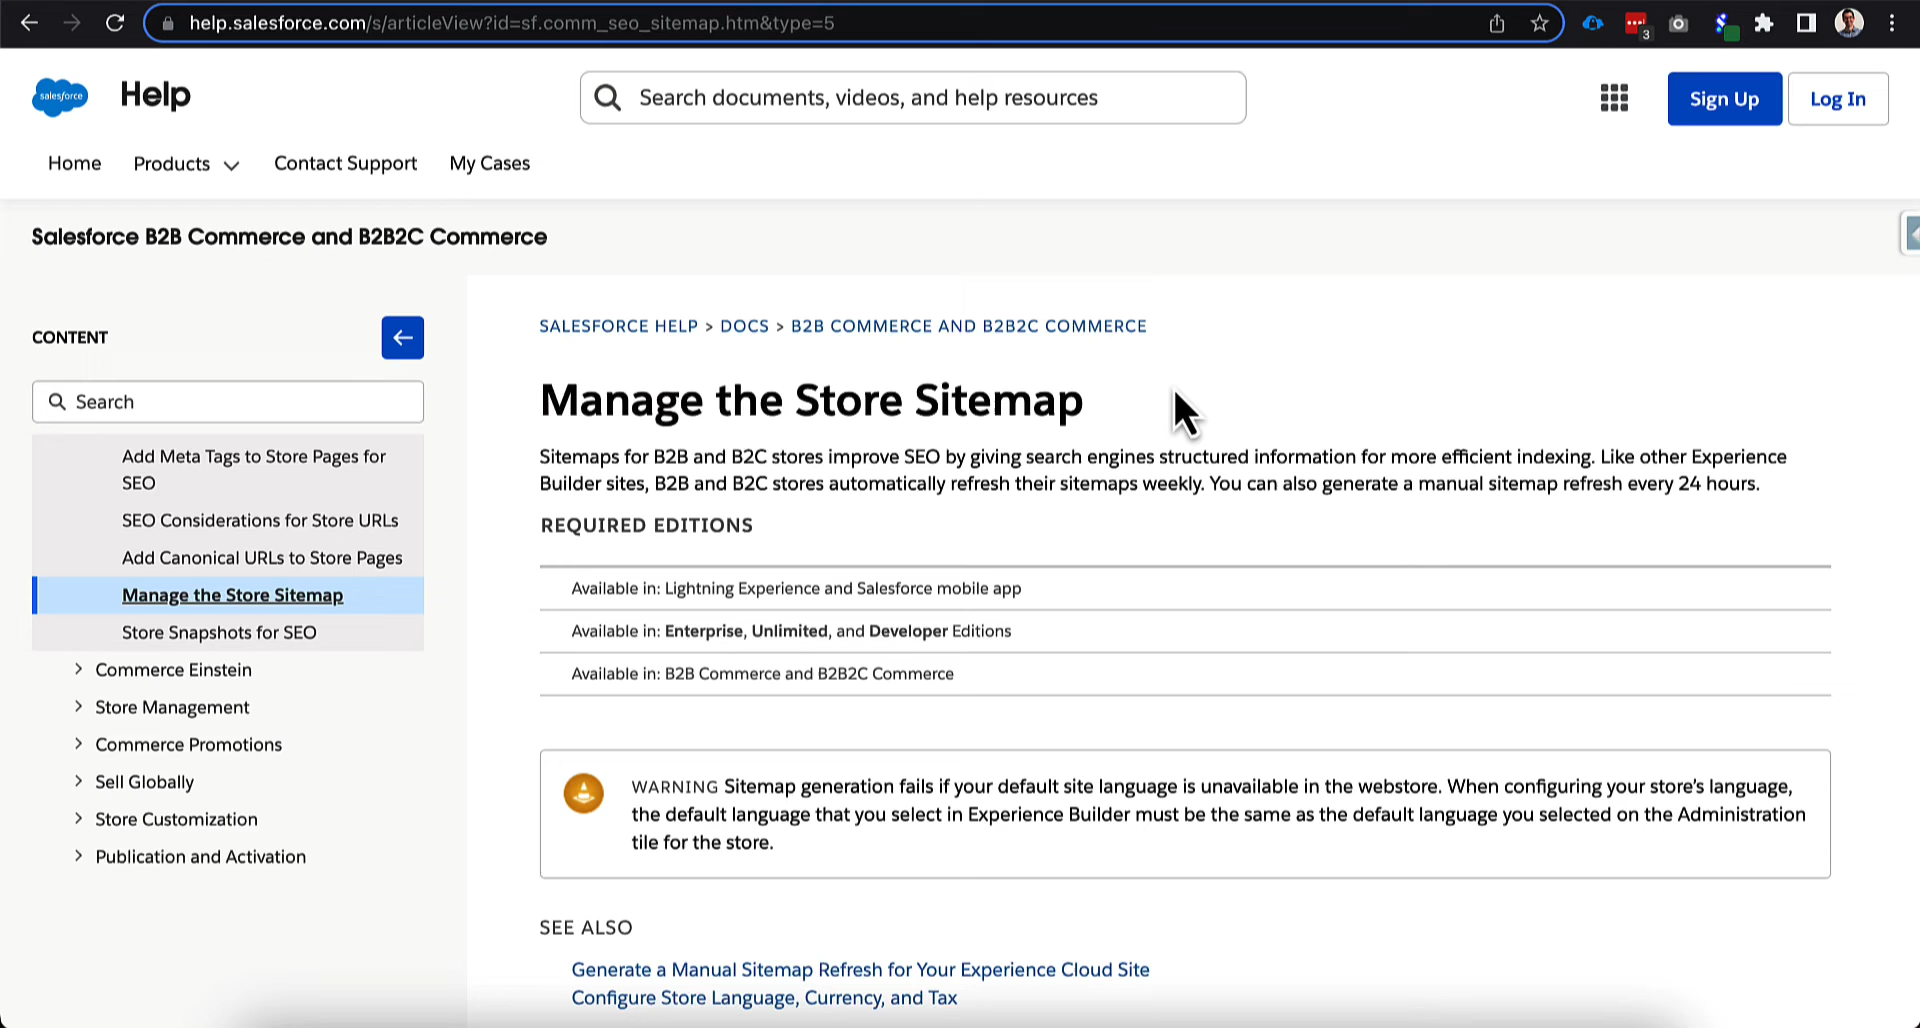 help.salesforce.com/s/articleView?id=sf.comm_seo_sitemap.htm&type=5
3
salesforce
Help
Search documents, videos, and help resources
Sign Up
Log In
Home
Products
Contact Support
My Cases
Salesforce B2B Commerce and B2B2C Commerce
CONTENT
Search
Add Meta Tags to Store Pages for
SEO
SEO Considerations for Store URLs
Add Canonical URLs to Store Pages
Manage the Store Sitemap
Store Snapshots for SEO
Commerce Einstein
Store Management
Commerce Promotions
Sell Globally
Store Customization
Publication and Activation
SALESFORCE HELP > DOCS > B2B COMMERCE AND B2B2C COMMERCE
Manage the Store Sitemap
Sitemaps for B2B and B2C stores improve SEO by giving search engines structured information for more efficient indexing. Like other Experience
Builder sites, B2B and B2C stores automatically refresh their sitemaps weekly. You can also generate a manual sitemap refresh every 24 hours.
REQUIRED EDITIONS
Available in: Lightning Experience and Salesforce mobile app
Available in: Enterprise, Unlimited, and Developer Editions
Available in: B2B Commerce and B2B2C Commerce
WARNING Sitemap generation fails if your default site language is unavailable in the webstore. When configuring your store's language,
the default language that you select in Experience Builder must be the same as the default language you selected on the Administration
tile for the store.
SEE ALSO
Generate a Manual Sitemap Refresh for Your Experience Cloud Site
Configure Store Language, Currency, and Tax